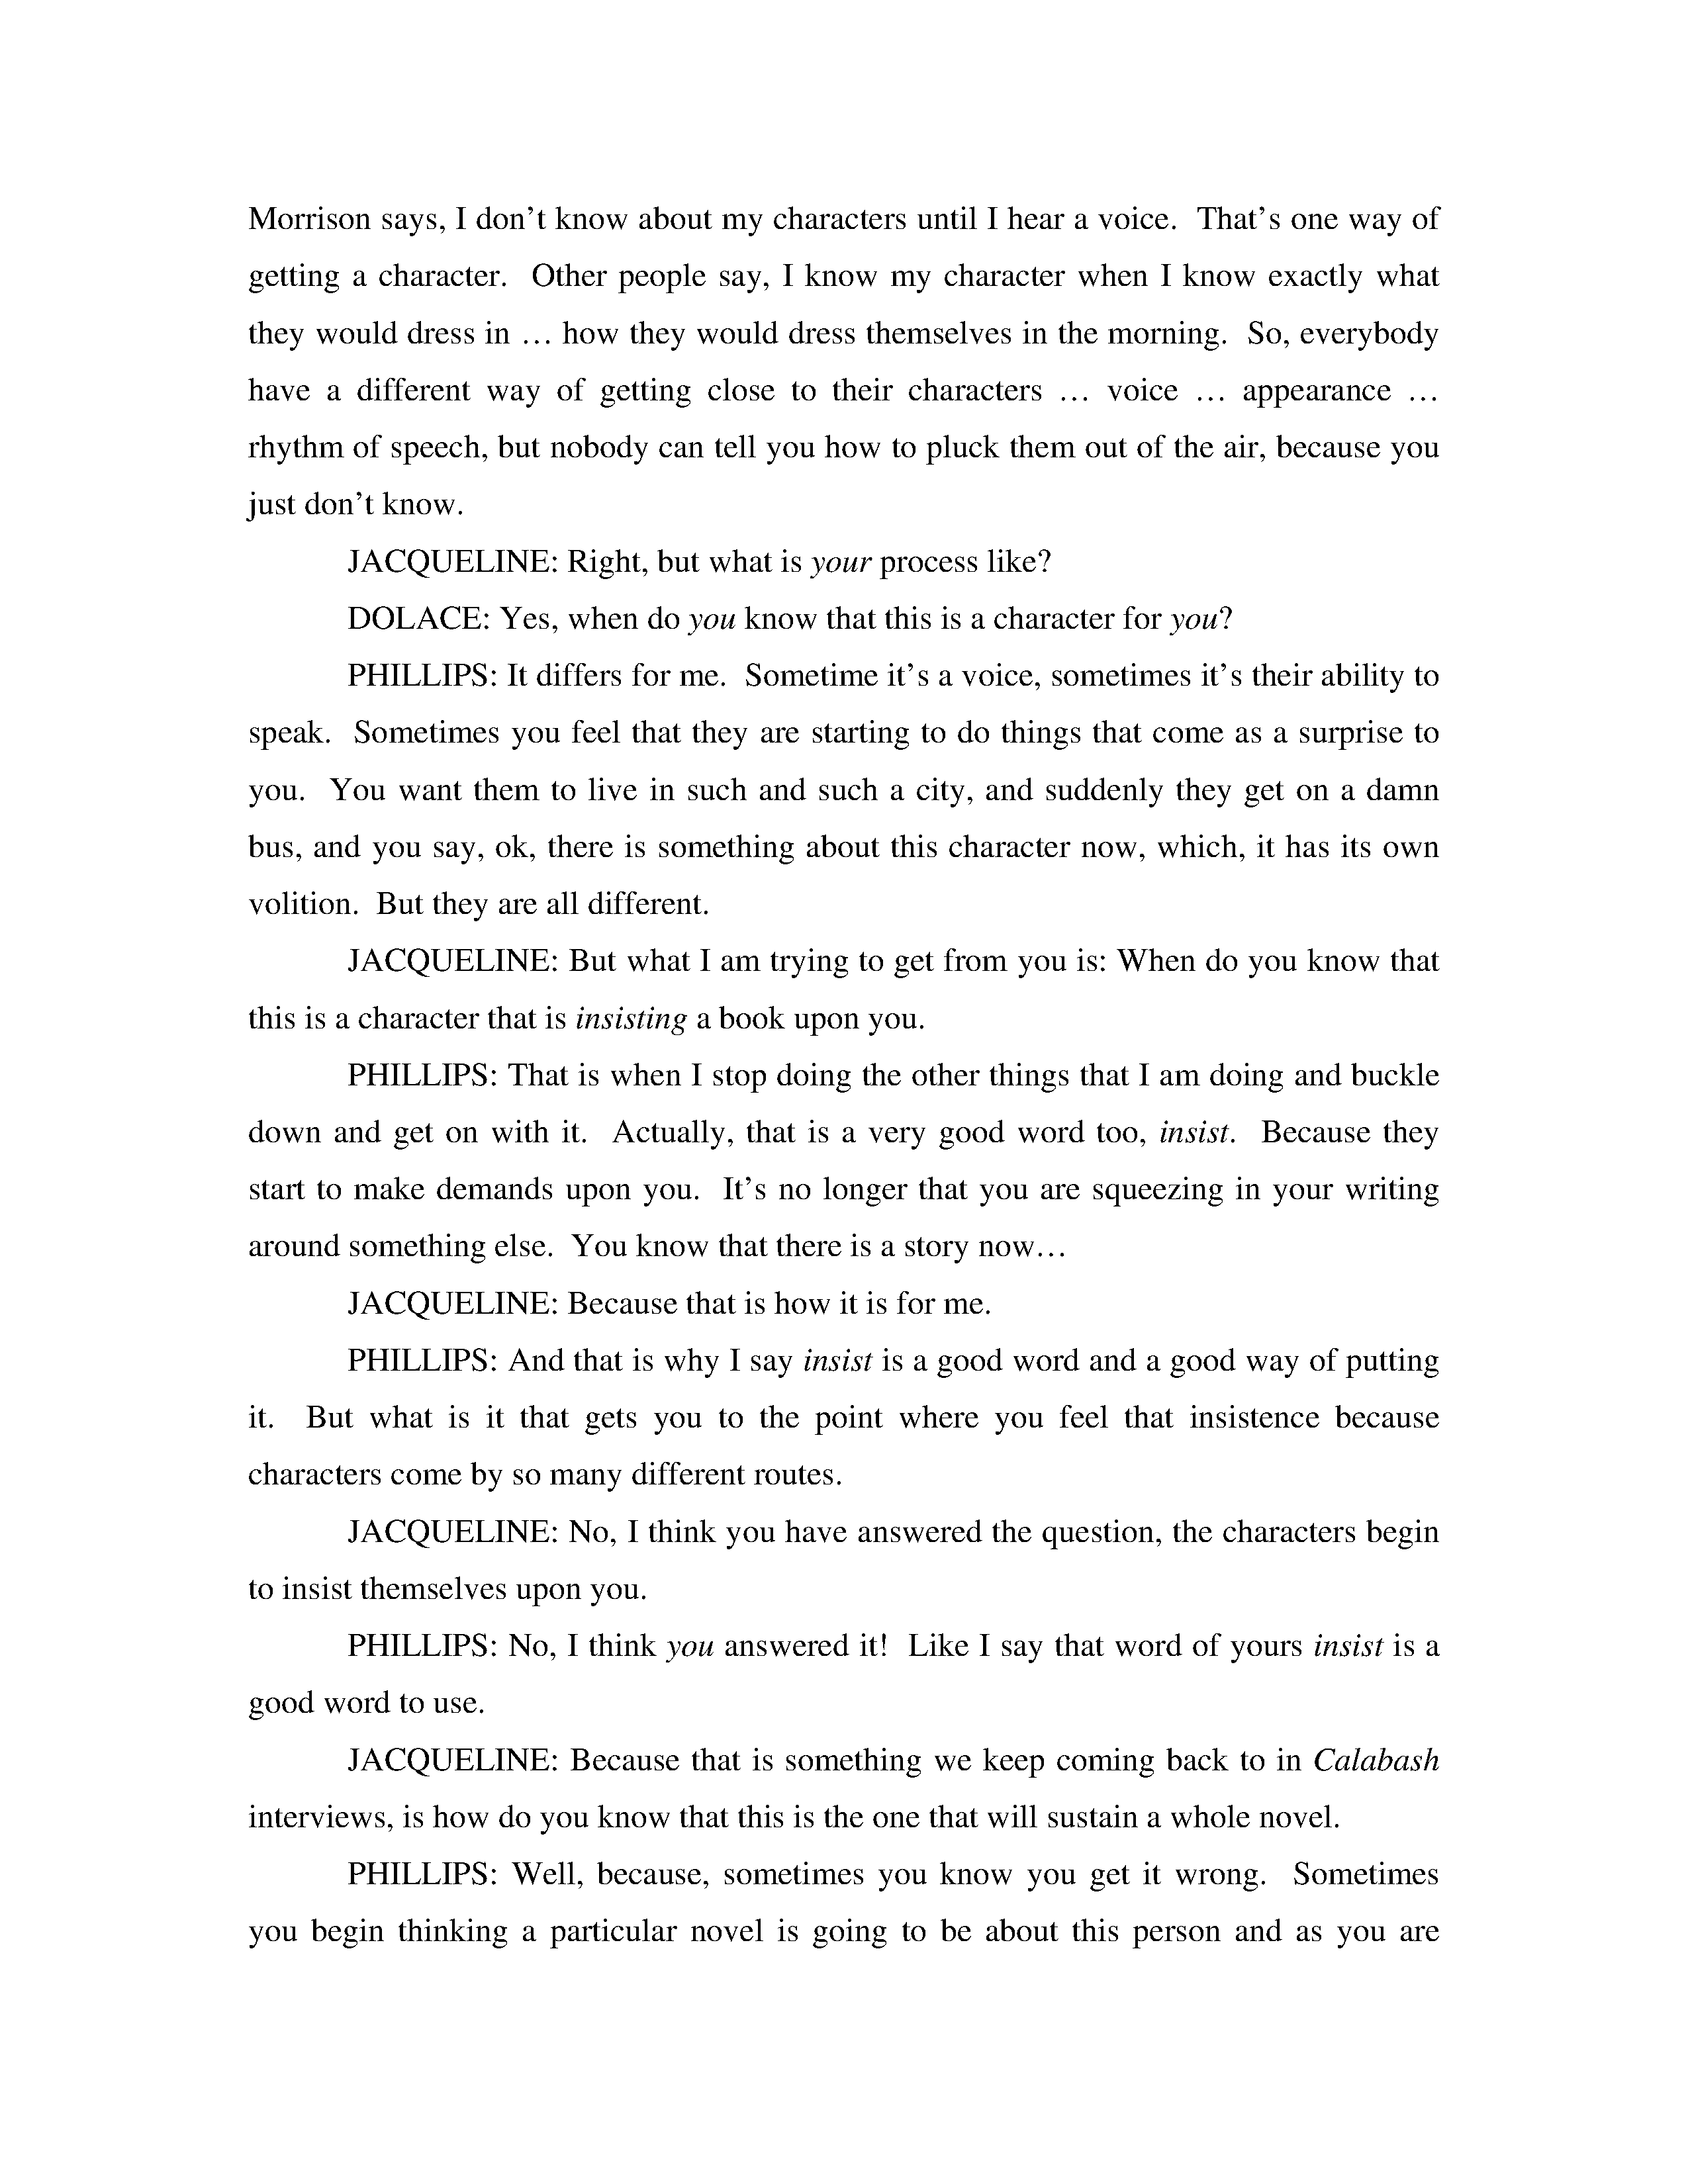 Morrison says, I don’t know about my characters until I hear a voice.  That’s one way of
getting a character.  Other people say, I know my character when I know exactly what
they would dress in … how they would dress themselves in the morning.  So, everybody
have a different way of getting close to their characters … voice … appearance …
rhythm of speech, but nobody can tell you how to pluck them out of the air, because you
just don’t know.
JACQUELINE: Right, but what is your process like?
DOLACE: Yes, when do you know that this is a character for you?
PHILLIPS: It differs for me.  Sometime it’s a voice, sometimes it’s their ability to
speak.  Sometimes you feel that they are starting to do things that come as a surprise to
you.  You want them to live in such and such a city, and suddenly they get on a damn
bus, and you say, ok, there is something about this character now, which, it has its own
volition.  But they are all different.
JACQUELINE: But what I am trying to get from you is: When do you know that
this is a character that is insisting a book upon you.
PHILLIPS: That is when I stop doing the other things that I am doing and buckle
down and get on with it.  Actually, that is a very good word too, insist.  Because they
start to make demands upon you.  It’s no longer that you are squeezing in your writing
around something else.  You know that there is a story now…
JACQUELINE: Because that is how it is for me.
PHILLIPS: And that is why I say insist is a good word and a good way of putting
it.  But what is it that gets you to the point where you feel that insistence because
characters come by so many different routes.
JACQUELINE: No, I think you have answered the question, the characters begin
to insist themselves upon you.
PHILLIPS: No, I think you answered it!  Like I say that word of yours insist is a
good word to use.
JACQUELINE: Because that is something we keep coming back to in Calabash
interviews, is how do you know that this is the one that will sustain a whole novel.
PHILLIPS: Well, because, sometimes you know you get it wrong.  Sometimes
you begin thinking a particular novel is going to be about this person and as you are